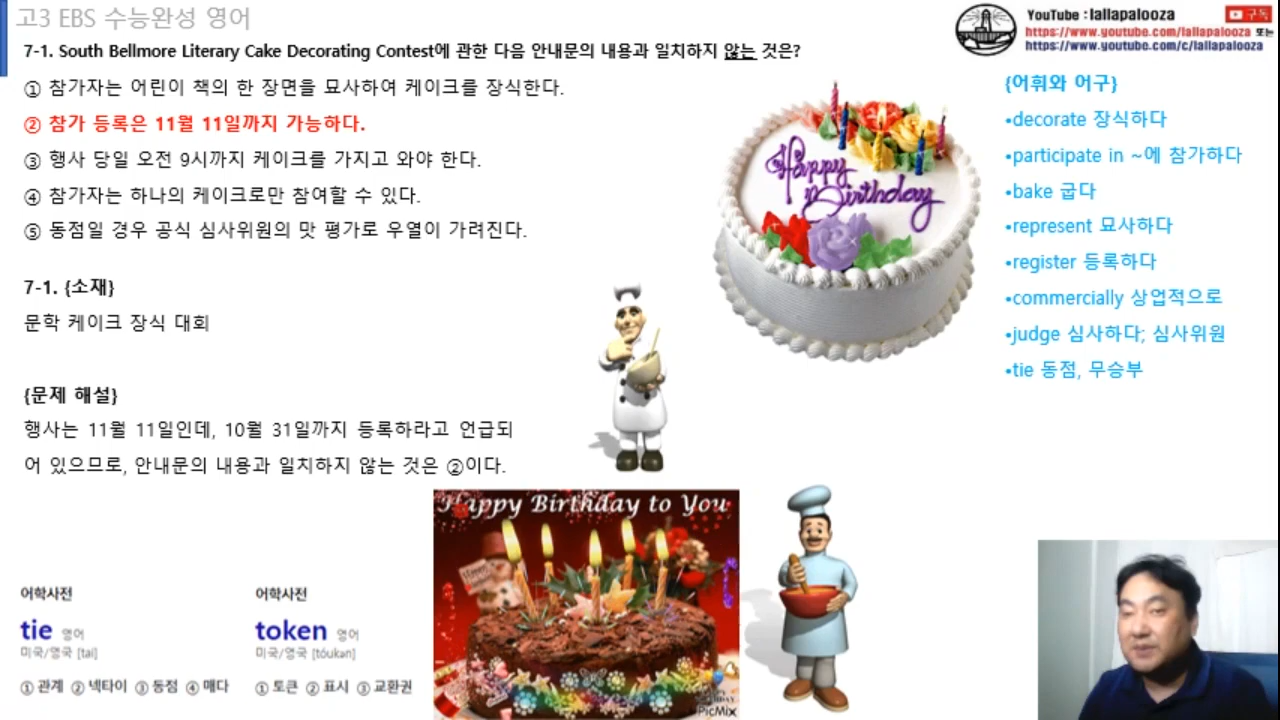 고3 EBS 수능완성 영어
YouTube : lallapalooza
구독
https://www.youtube.com/lallapalooza 또는
https://www.youtube.com/c/lallapalooza
7-1. South Bellmore Literary Cake Decorating Contest에 관한 다음 안내문의 내용과 일치하지 않는 것은?
① 참가자는 어린이 책의 한 장면을 묘사하여 케이크를 장식한다.
② 참가 등록은 11월 11일까지 가능하다.
③ 행사 당일 오전 9시까지 케이크를 가지고 와야 한다.
④ 참가자는 하나의 케이크로만 참여할 수 있다.
⑤ 동점일 경우 공식 심사위원의 맛 평가로 우열이 가려진다.
7-1. {소재}
문학 케이크 장식 대회
{문제 해설}
행사는 11월 11일인데, 10월 31일까지 등록하라고 언급되
어 있으므로, 안내문의 내용과 일치하지 않는 것은 ②이다.
Happy
Birthday
{어휘와 어구}
•decorate 장식하다
•participate in ~에 참가하다
•bake 굽다
•represent 묘사하다
•register 등록하다
•commercially 상업적으로
•judge 심사하다; 심사위원
•tie 동점, 무승부
어학사전
tie 영어
미국/영국 [taɪ]
① 관계 ② 넥타이 ③ 동점 ④ 매다
어학사전
token 영어
미국/영국 [tóukən]
① 토큰 ② 표시 ③ 교환권
Happy Birthday to You
PicMix